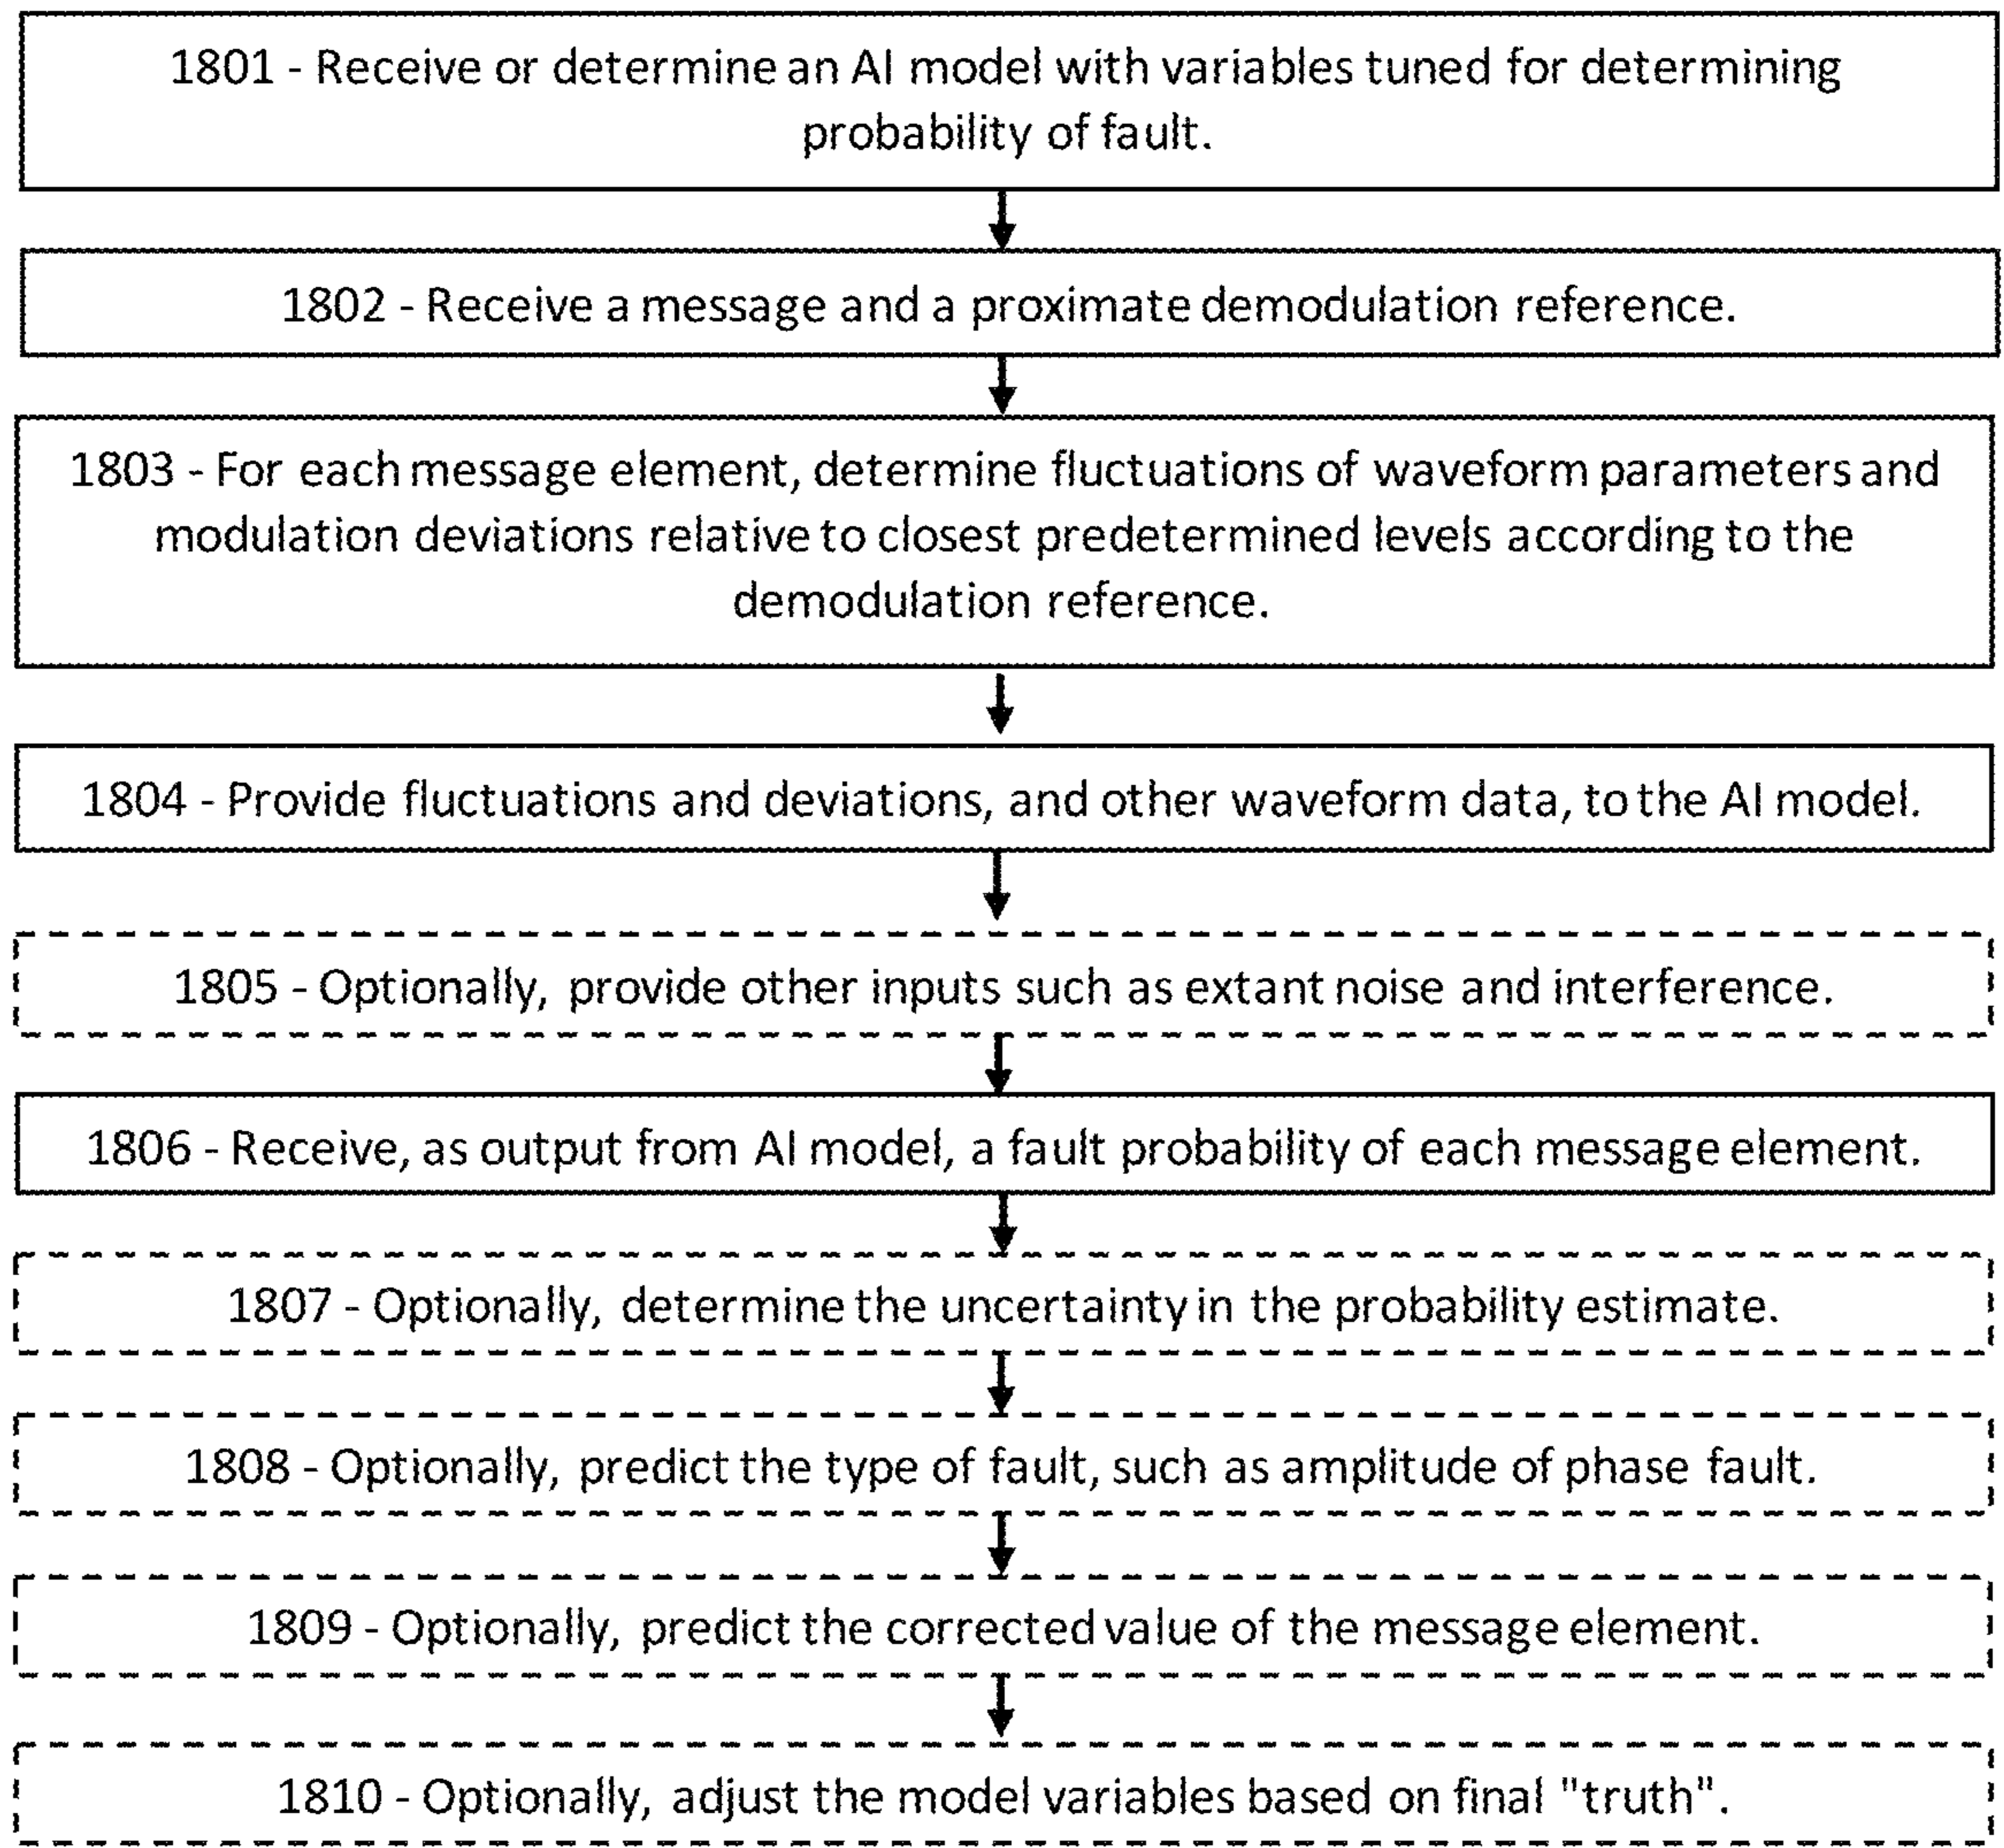 1801 - Receive or determine an AI model with variables tuned for determining
probability of fault.
1802 - Receive a message and a proximate demodulation reference.
1803 - For each message element, determine fluctuations of waveform parameters and
modulation deviations relative to closest predetermined levels according to the
demodulation reference.
1804 - Provide fluctuations and deviations, and other waveform data, to the AI model.
1805 - Optionally, provide other inputs such as extant noise and interference.
1806 - Receive, as output from AI model, a fault probability of each message element.
1807 - Optionally, determine the uncertainty in the probability estimate.
1808 - Optionally, predict the type of fault, such as amplitude of phase fault.
1809 - Optionally, predict the corrected value of the message element.
1810 - Optionally, adjust the model variables based on final "truth".